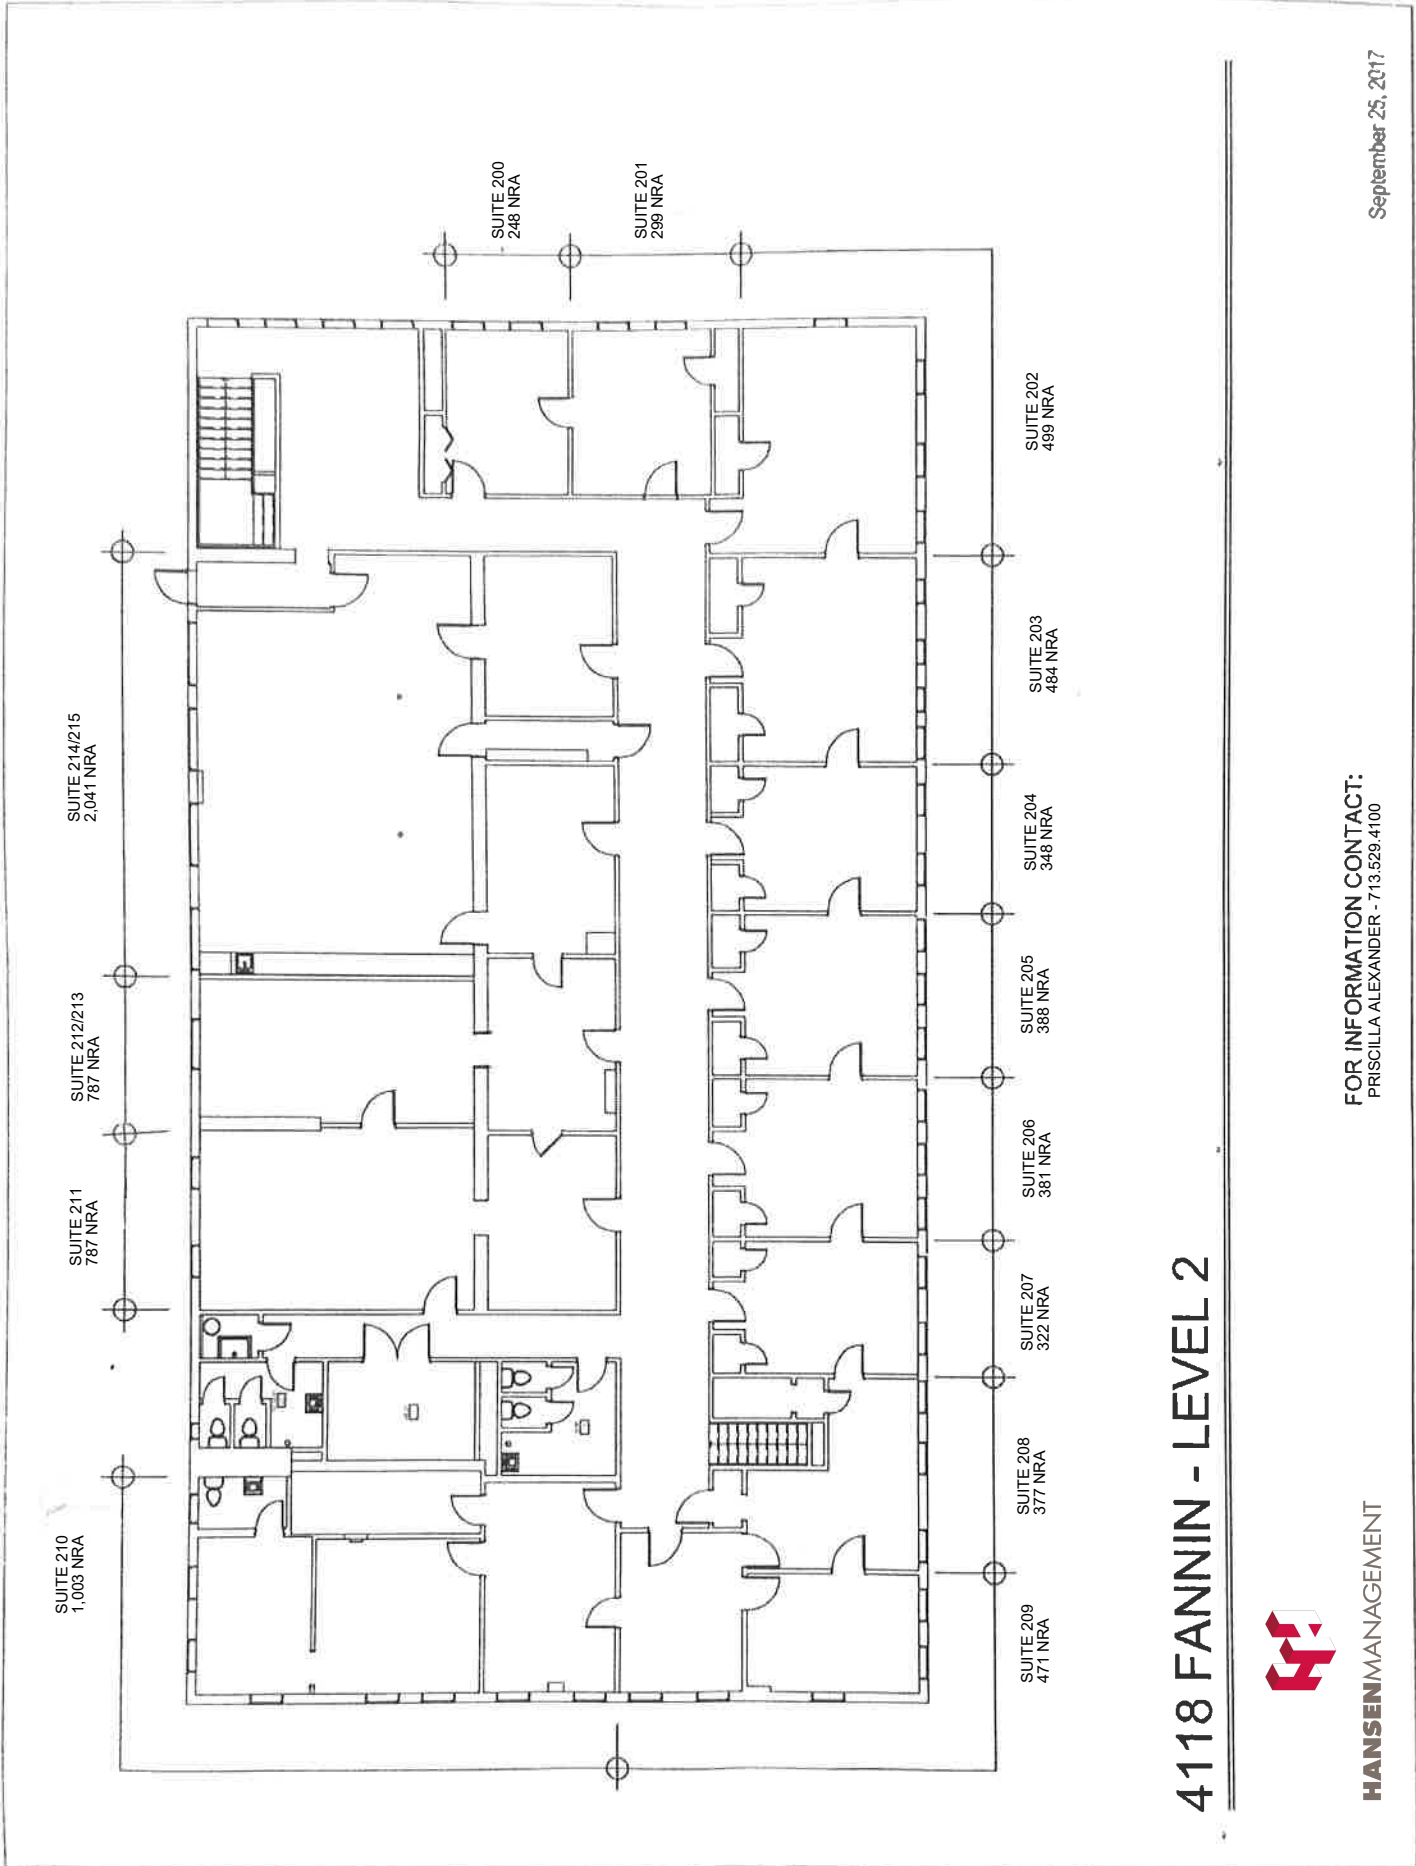 SUITE 210
1,003 NRA
SUITE 211
787 NRA
SUITE 212/213
787 NRA
SUITE 214/215
2,041 NRA
SUITE 200
248 NRA
SUITE 201
299 NRA
SUITE 209
471 NRA
SUITE 208
377 NRA
SUITE 207
322 NRA
SUITE 206
381 NRA
SUITE 205
388 NRA
SUITE 204
348 NRA
SUITE 203
484 NRA
SUITE 202
499 NRA
4118 FANNIN - LEVEL 2
HANSENMANAGEMENT
FOR INFORMATION CONTACT:
PRISCILLA ALEXANDER - 713.529.4100
September 25, 2017